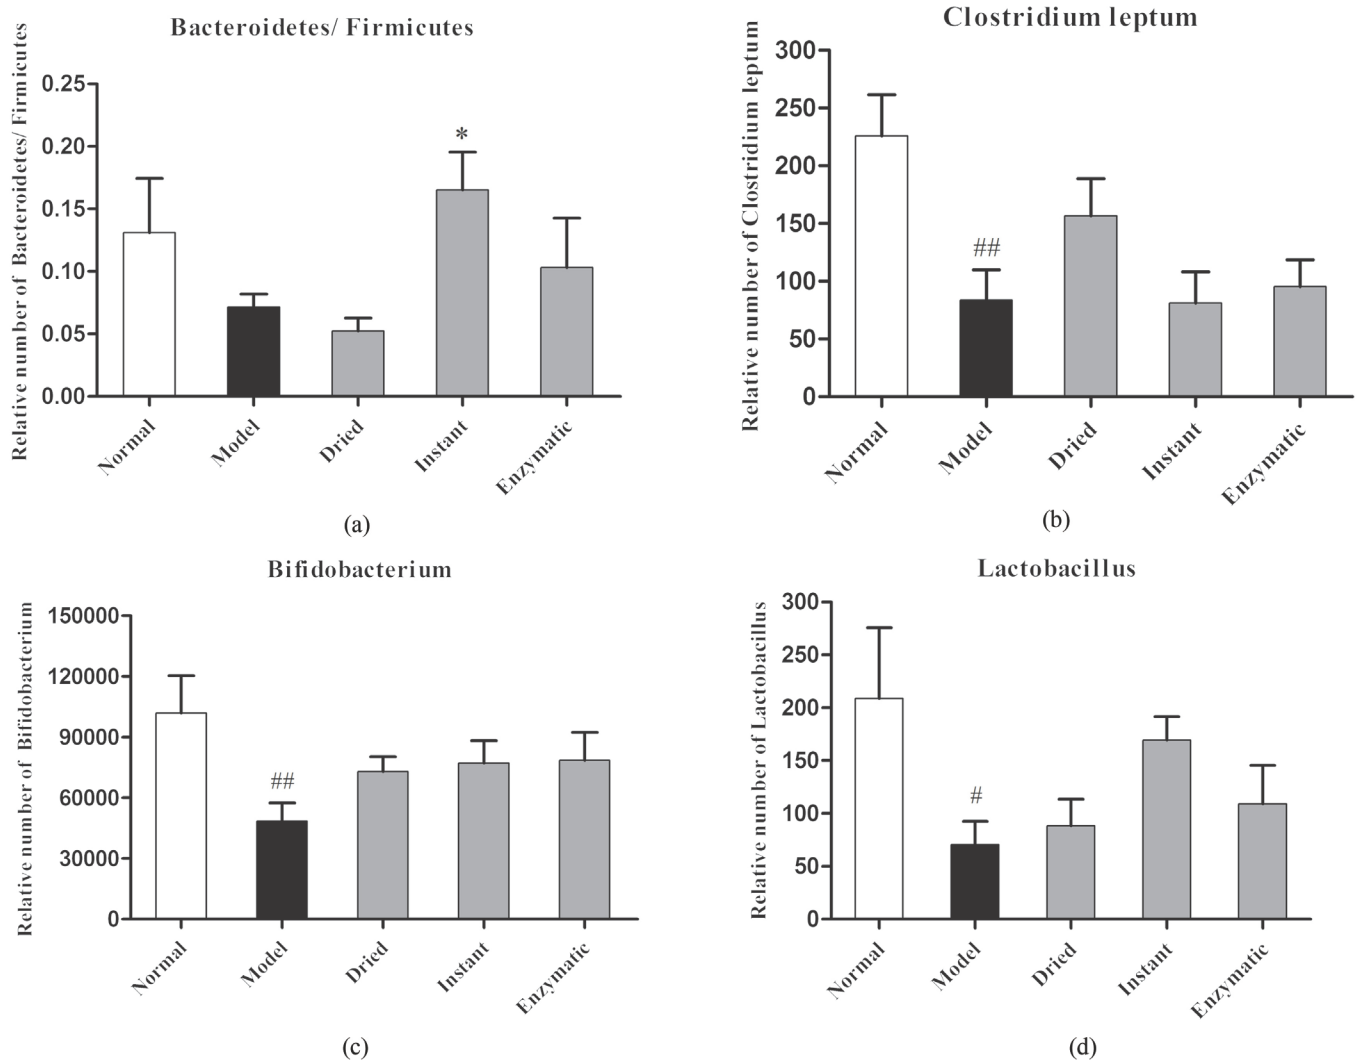 Bacteroidetes/ Firmicutes
Relative number of Bacteroidetes/ Firmicutes
0.25
0.20
0.15
0.10
0.05
0.00
*
Normal
Model
Dried
Instant
Enzymatic
(a)
Clostridium leptum
Relative number of Clostridium leptum
300
250
200
150
100
50
0
##
Normal
Model
Dried
Instant
Enzymatic
(b)
Bifidobacterium
Relative number of Bifidobacterium
150000
120000
90000
60000
30000
0
##
Normal
Model
Dried
Instant
Enzymatic
(c)
Lactobacillus
Relative number of Lactobacillus
300
250
200
150
100
50
0
#
Normal
Model
Dried
Instant
Enzymatic
(d)